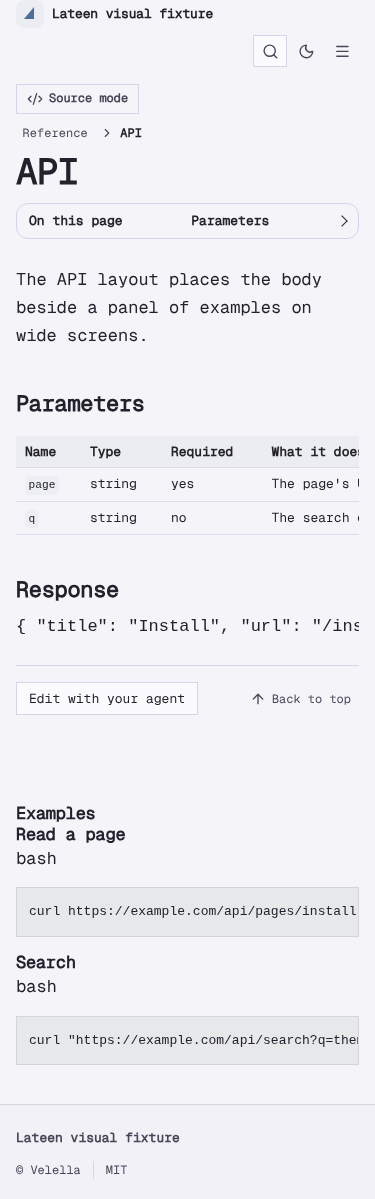 Lateen visual fixture
Source mode
Reference > API
API
On this page Parameters
The API layout places the body
beside a panel of examples on
wide screens.
Parameters
Name Type Required What it does
page string yes The page's
q string no The search
Response
{ "title": "Install", "url": "/ins
Edit with your agent Back to top
Examples
Read a page
bash
curl https://example.com/api/pages/install
Search
bash
curl "https://example.com/api/search?q=them
Lateen visual fixture
© Velella MIT